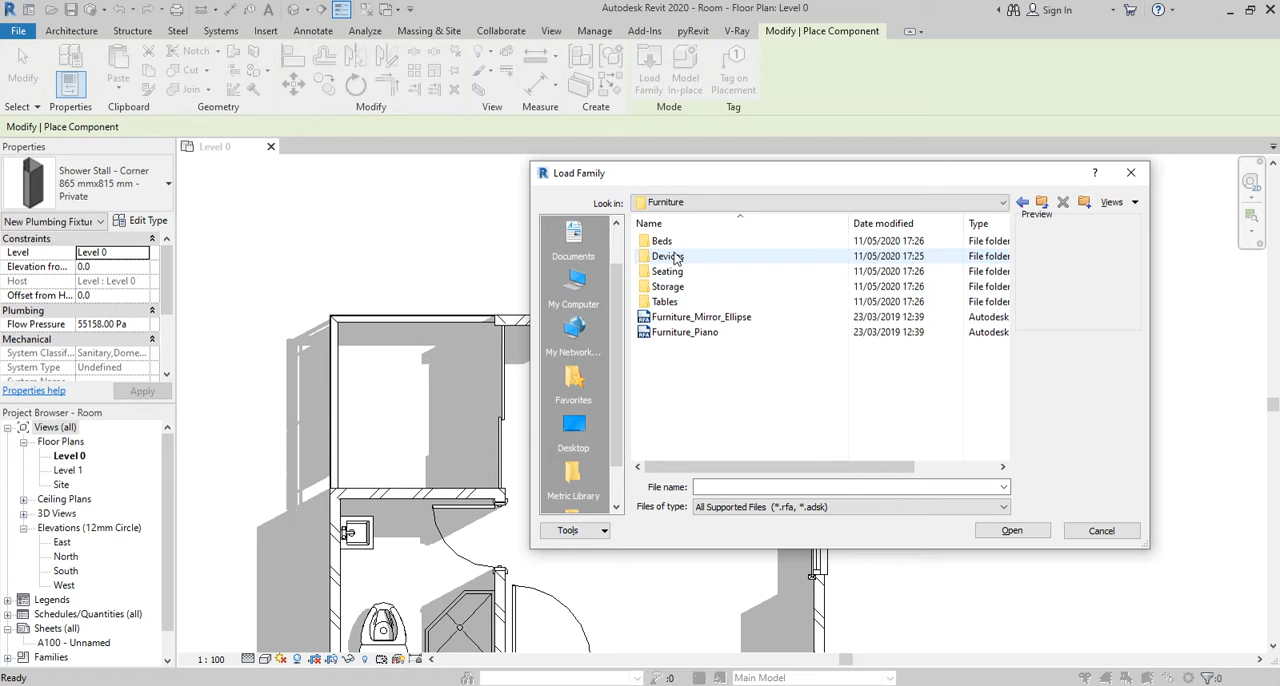 Autodesk Revit 2020 - Room - Floor Plan: Level 0
Sign In
File Architecture Structure Steel Systems Insert Annotate Analyze Massing & Site Collaborate View Manage Add-Ins pyRevit V-Ray Modify | Place Component
Modify
Paste
Notch
Cut
Join
Load Family
Model In-place
Tag on Placement
Select Properties Clipboard Geometry Modify View Measure Create Mode Tag
Modify | Place Component
Properties
Level 0
Shower Stall - Corner
865 mmx815 mm -
Private
New Plumbing Fixtur
Edit Type
Constraints
Level Level 0
Elevation fro... 0.0
Host Level : Level 0
Offset from H... 0.0
Plumbing
Flow Pressure 55158.00 Pa
Mechanical
System Classif... Sanitary,Dome...
System Type Undefined
Properties help
Apply
Project Browser - Room
Views (all)
Floor Plans
Level 0
Level 1
Site
Ceiling Plans
3D Views
Elevations (12mm Circle)
East
North
South
West
Legends
Schedules/Quantities (all)
Sheets (all)
A100 - Unnamed
Families
Load Family
Look in: Furniture
Views
Preview
Name Date modified Type
Beds 11/05/2020 17:26 File folder
Devices 11/05/2020 17:25 File folder
Seating 11/05/2020 17:26 File folder
Storage 11/05/2020 17:26 File folder
Tables 11/05/2020 17:26 File folder
Furniture_Mirror_Ellipse 23/03/2019 12:39 Autodesk
Furniture_Piano 23/03/2019 12:39 Autodesk
Documents
My Computer
My Network...
Favorites
Desktop
Metric Library
File name:
Files of type: All Supported Files (*.rfa, *.adsk)
Tools
Open
Cancel
1 : 100
Ready
:0
Main Model
:0